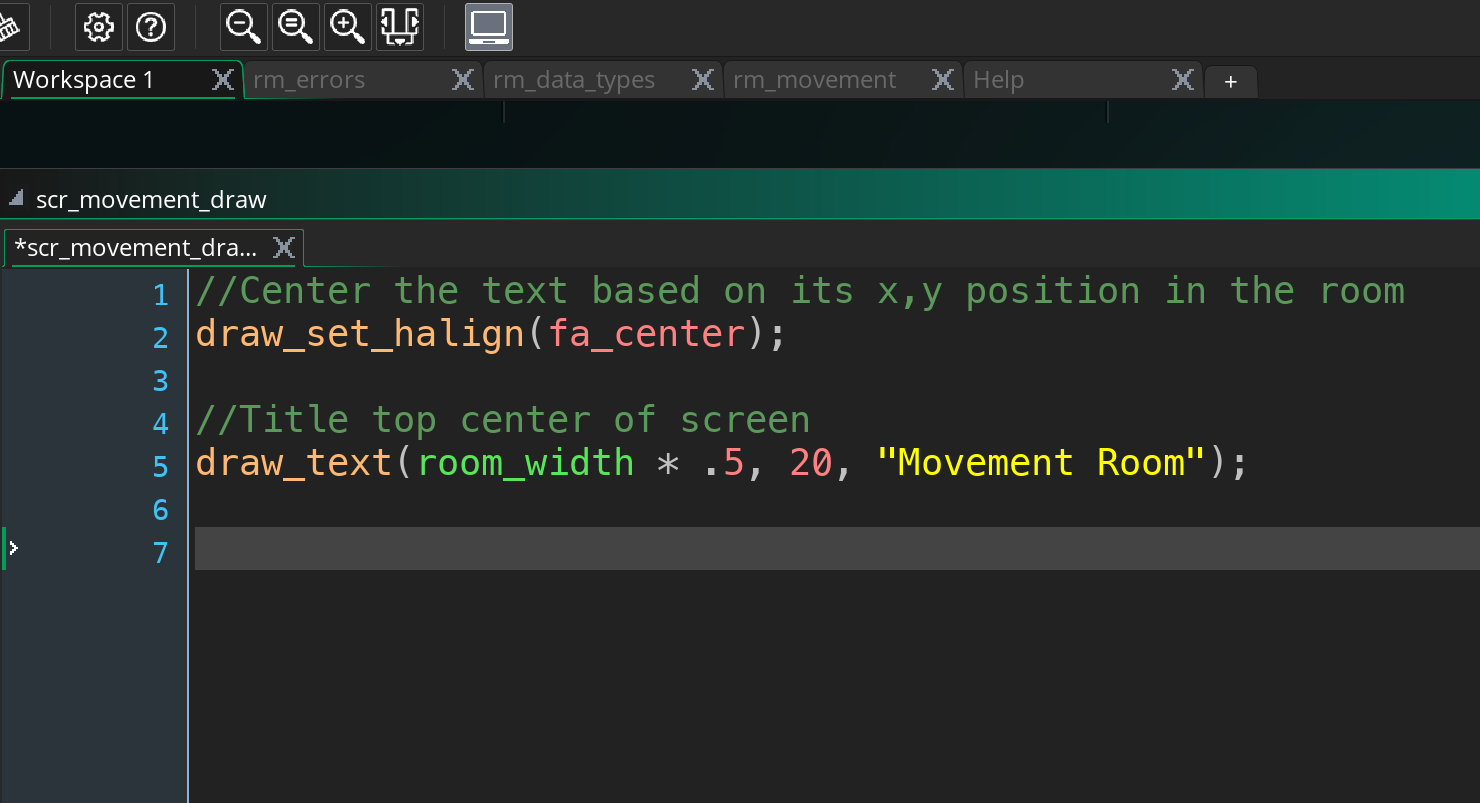 Workspace 1 rm_errors rm_data_types rm_movement Help +
scr_movement_draw
*scr_movement_dra...
1 //Center the text based on its x,y position in the room
2 draw_set_halign(fa_center);
3
4 //Title top center of screen
5 draw_text(room_width * .5, 20, "Movement Room");
6
7